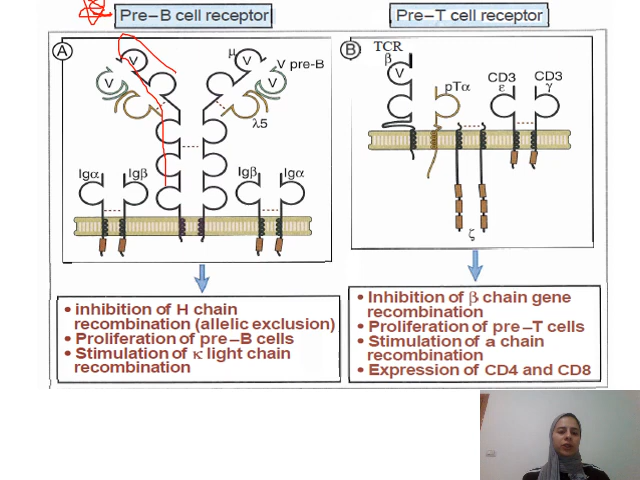 Pre-B cell receptor
Pre-T cell receptor
A
V
μ
V
V
V
V pre-B
λ5
Igα
Igβ
Igβ
Igα
B
TCR
β
V
pTα
CD3
ε
CD3
γ
ζ
• inhibition of H chain
recombination (allelic exclusion)
• Proliferation of pre-B cells
• Stimulation of κ light chain
recombination
• Inhibition of β chain gene
recombination
• Proliferation of pre-T cells
• Stimulation of a chain
recombination
• Expression of CD4 and CD8